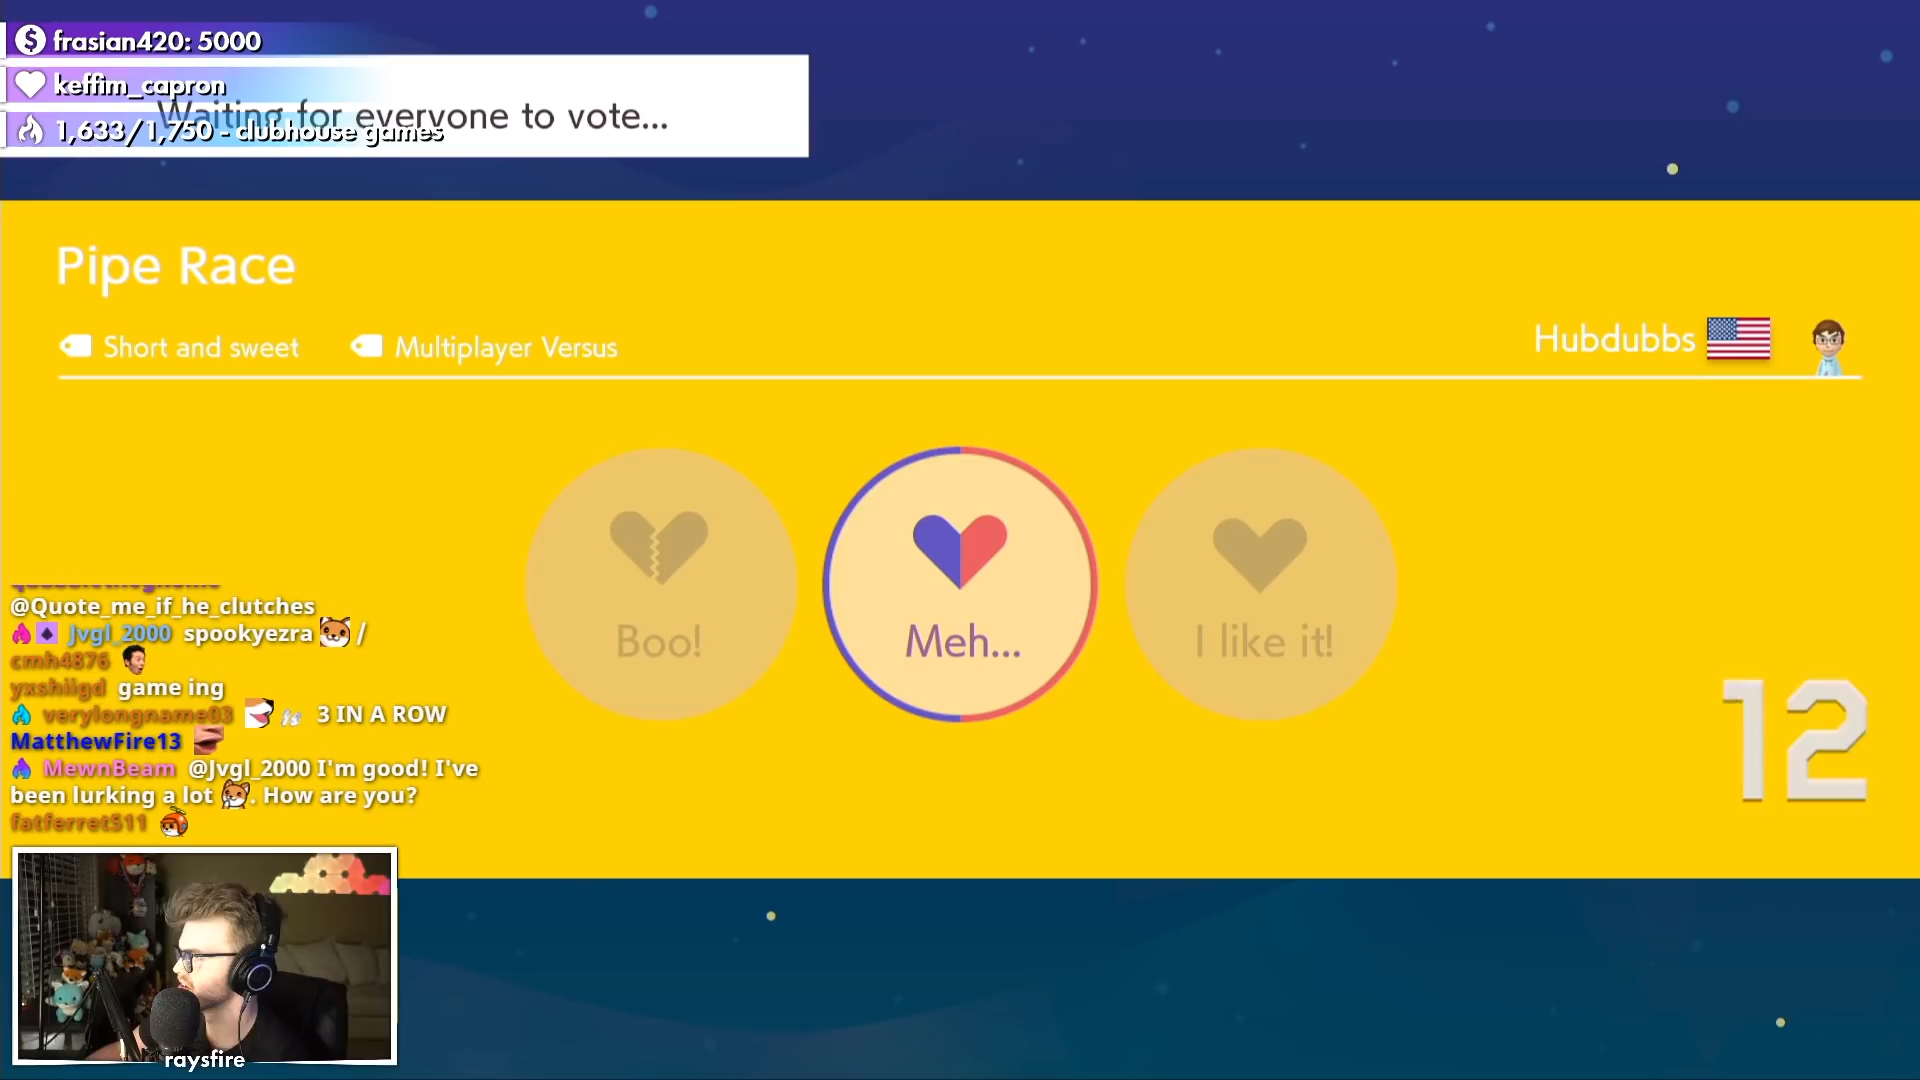 frasian420: 5000
keffim_capron
Waiting for everyone to vote...
1,633/1,750 - clubhouse games
Pipe Race
Short and sweet
Multiplayer Versus
Hubdubbs
Boo!
Meh...
I like it!
12
@Quote_me_if_he_clutches
Jvgl_2000 spookyezra /
cmh4876
yxshiigd game ing
verylongname03 3 IN A ROW
MatthewFire13
MewnBeam @Jvgl_2000 I'm good! I've
been lurking a lot . How are you?
fatferret511
raysfire